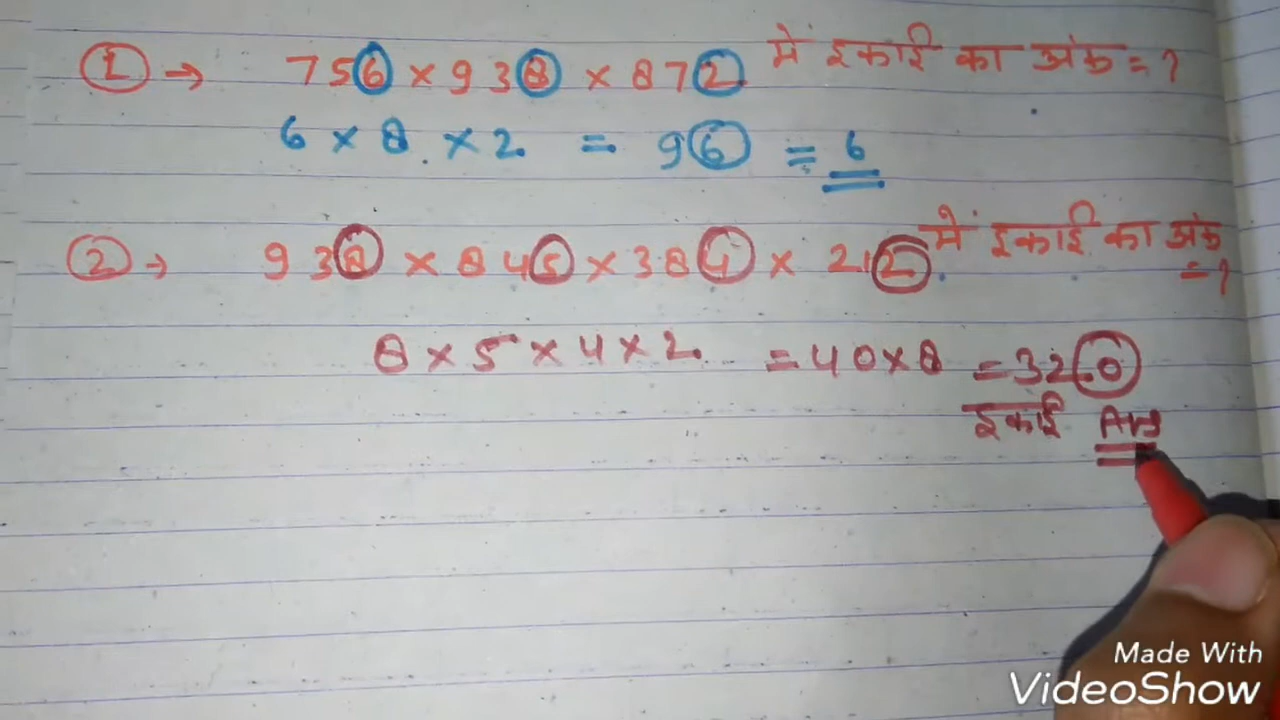 1 → 756 × 938 × 872 में इकाई का अंक = ?
6 × 8 × 2 = 96 = 6
2 → 938 × 845 × 384 × 212 में इकाई का अंक
= ?
8 × 5 × 4 × 2 = 40 × 8 = 320
इकाई Ans
Made With
VideoShow